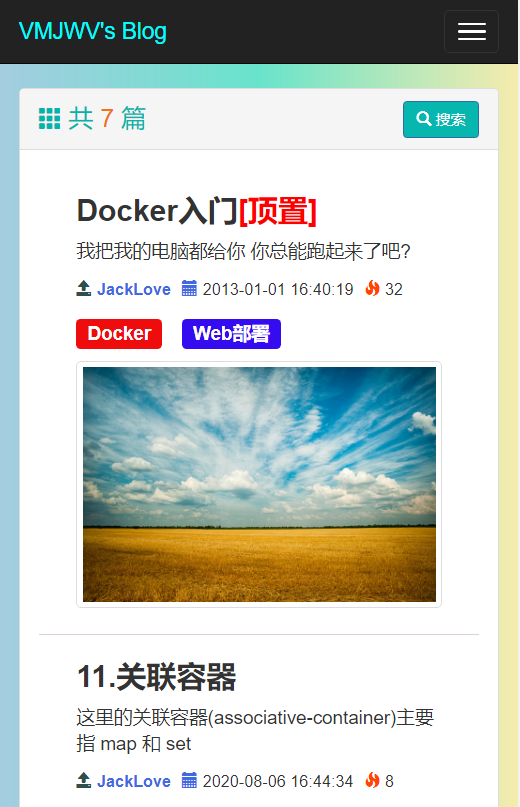 VMJWV's Blog
共 7 篇
搜索
Docker入门[顶置]
我把我的电脑都给你 你总能跑起来了吧?
JackLove 2013-01-01 16:40:19 32
Docker Web部署
11.关联容器
这里的关联容器(associative-container)主要
指 map 和 set
JackLove 2020-08-06 16:44:34 8